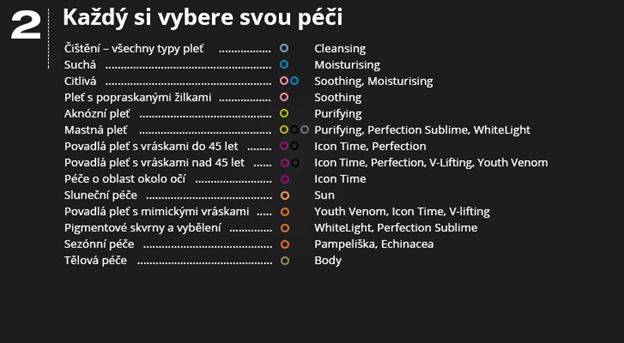 2 Každý si vybere svou péči
Čištění – všechny typy pleť ................. Cleansing
Suchá ...................................................... Moisturising
Citlivá ..................................................... Soothing, Moisturising
Pleť s popraskanými žilkami ................. Soothing
Aknózní pleť ........................................... Purifying
Mastná pleť ............................................ Purifying, Perfection Sublime, WhiteLight
Povadlá pleť s vráskami do 45 let ........ Icon Time, Perfection
Povadlá pleť s vráskami nad 45 let ...... Icon Time, Perfection, V-Lifting, Youth Venom
Péče o oblast okolo očí .......................... Icon Time
Sluneční péče ......................................... Sun
Povadlá pleť s mimickými vráskami ..... Youth Venom, Icon Time, V-lifting
Pigmentové skvrny a vybělení .............. WhiteLight, Perfection Sublime
Sezónní péče .......................................... Pampeliška, Echinacea
Tělová péče ............................................ Body